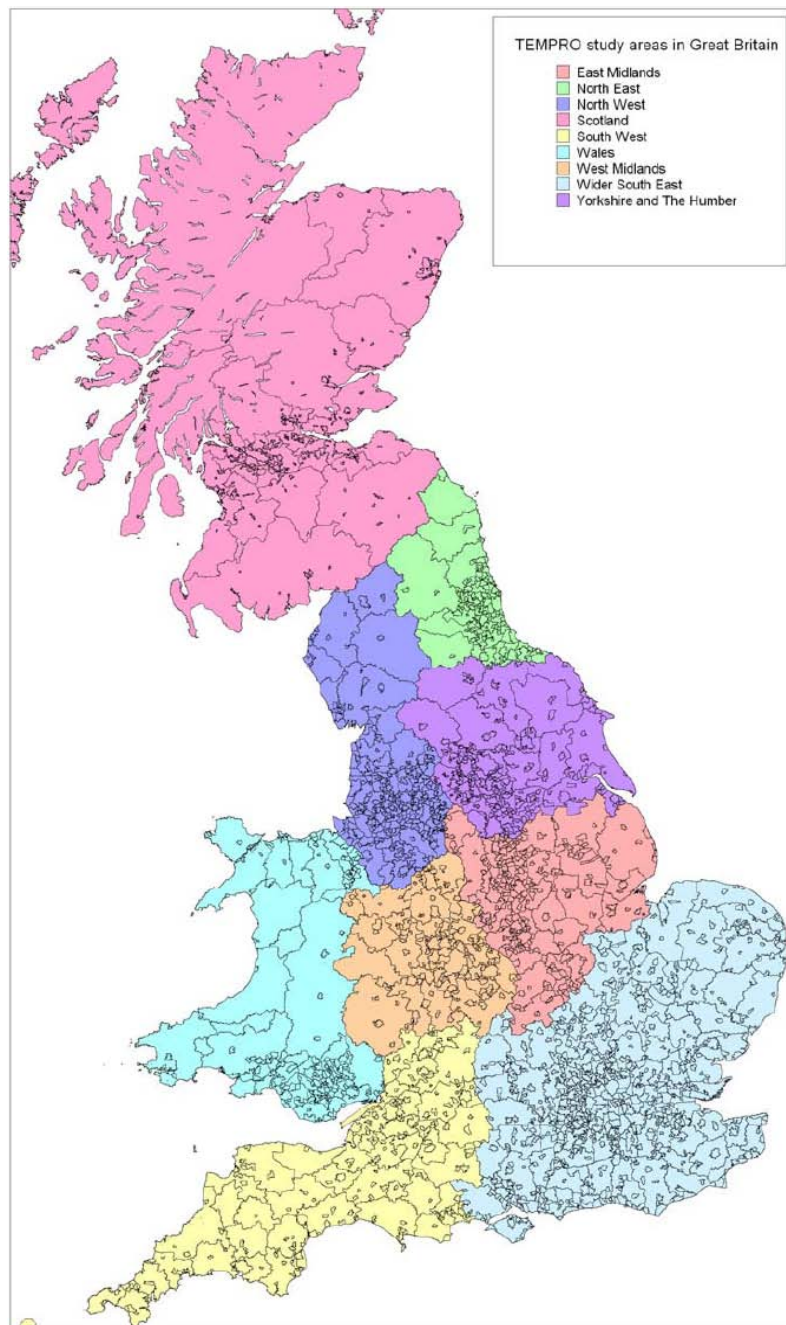 TEMPRO study areas in Great Britain
East Midlands
North East
North West
Scotland
South West
Wales
West Midlands
Wider South East
Yorkshire and The Humber